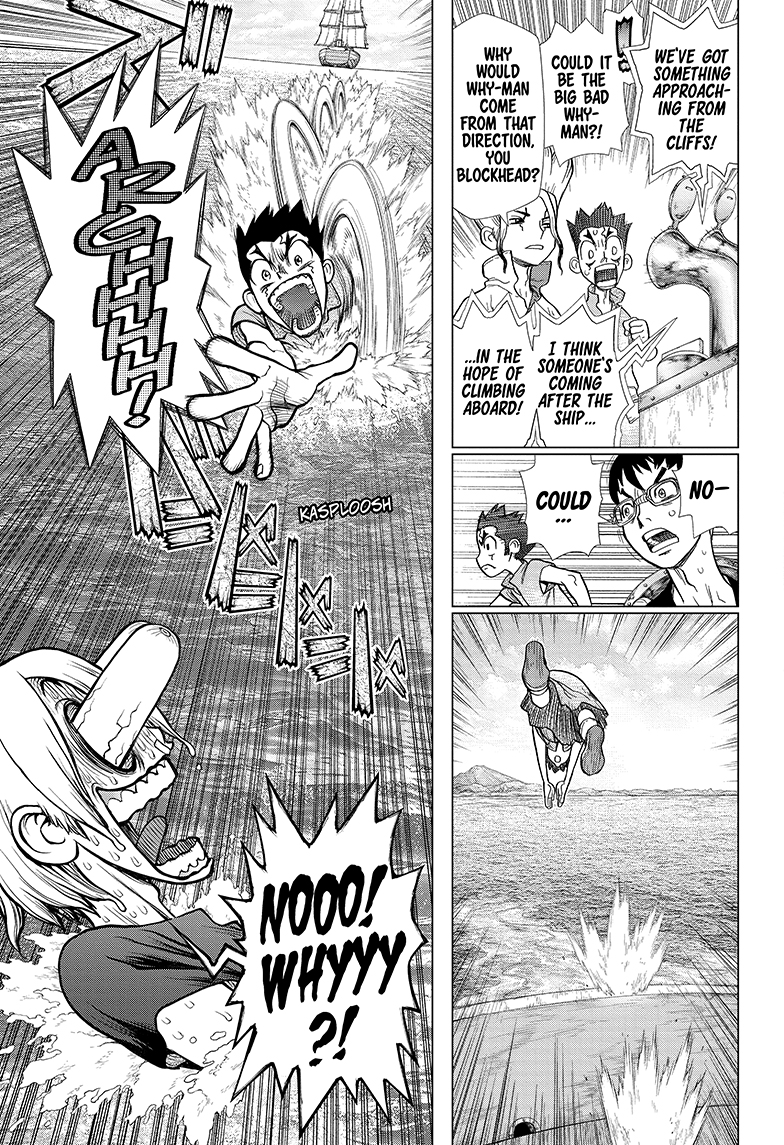 WE'VE GOT
SOMETHING
APPROACH-
ING FROM
THE
CLIFFS!
COULD IT
BE THE
BIG BAD
WHY-
MAN?!
WHY
WOULD
WHY-MAN
COME
FROM THAT
DIRECTION,
YOU
BLOCKHEAD?
I THINK
SOMEONE'S
COMING
AFTER THE
SHIP...
...IN THE
HOPE OF
CLIMBING
ABOARD!
NO—
COULD
...
ARGHHHH!
KASPLOOSH
NOOO!
WHYYY
?!